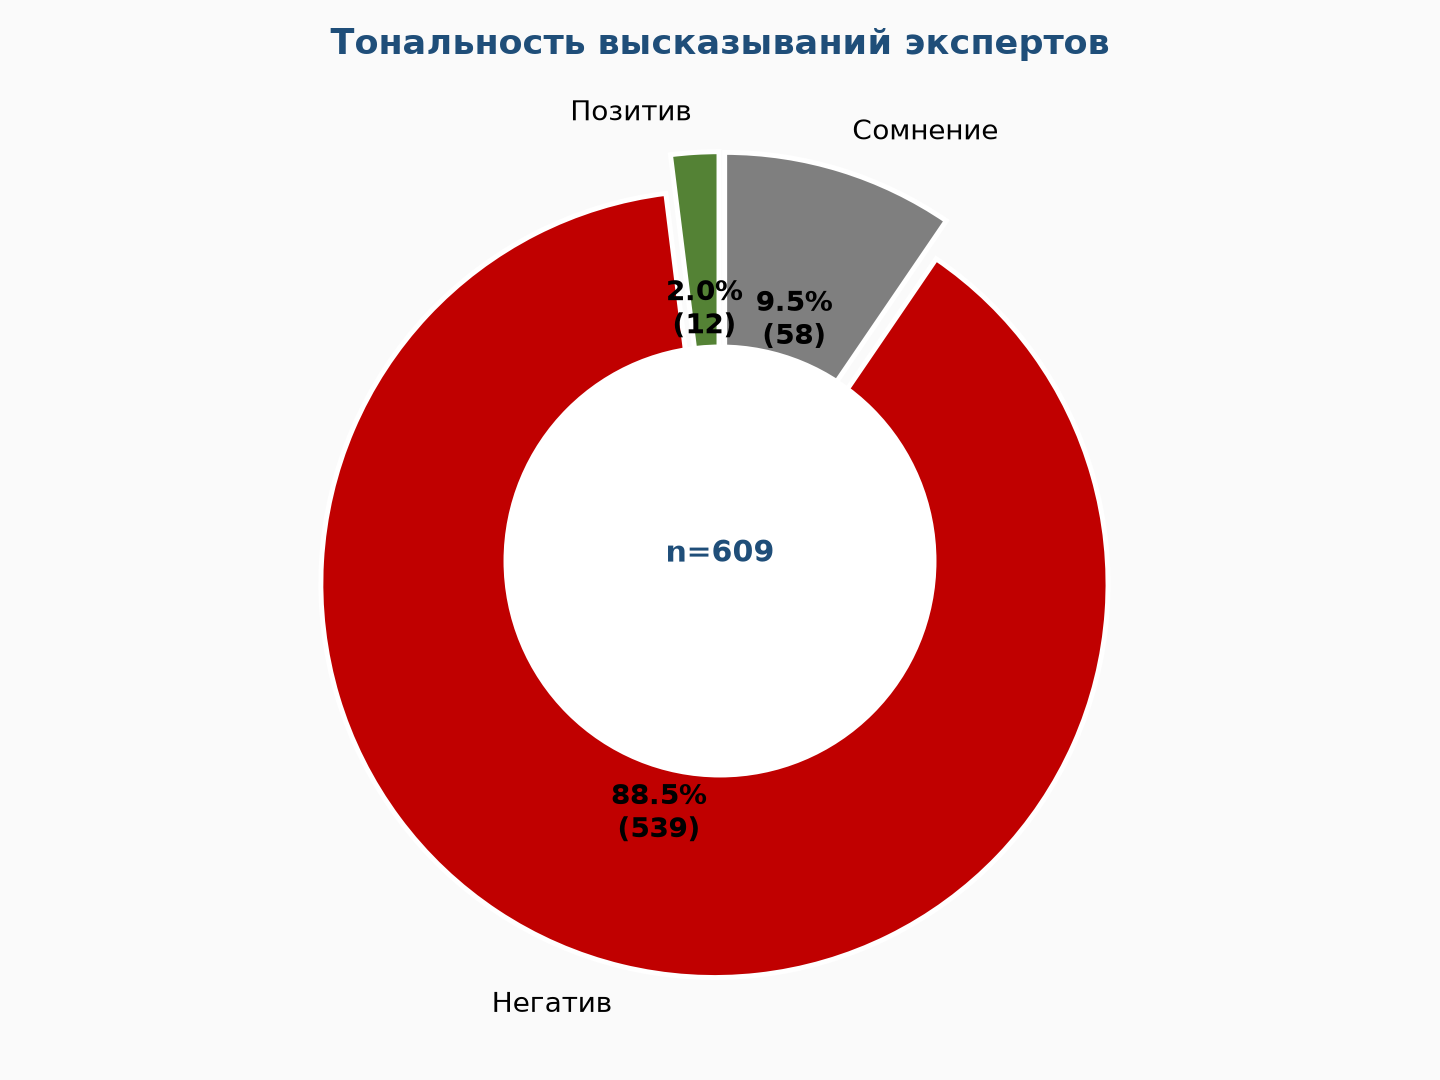 Тональность высказываний экспертов
Позитив
Сомнение
2.0%
(12)
9.5%
(58)
n=609
88.5%
(539)
Негатив